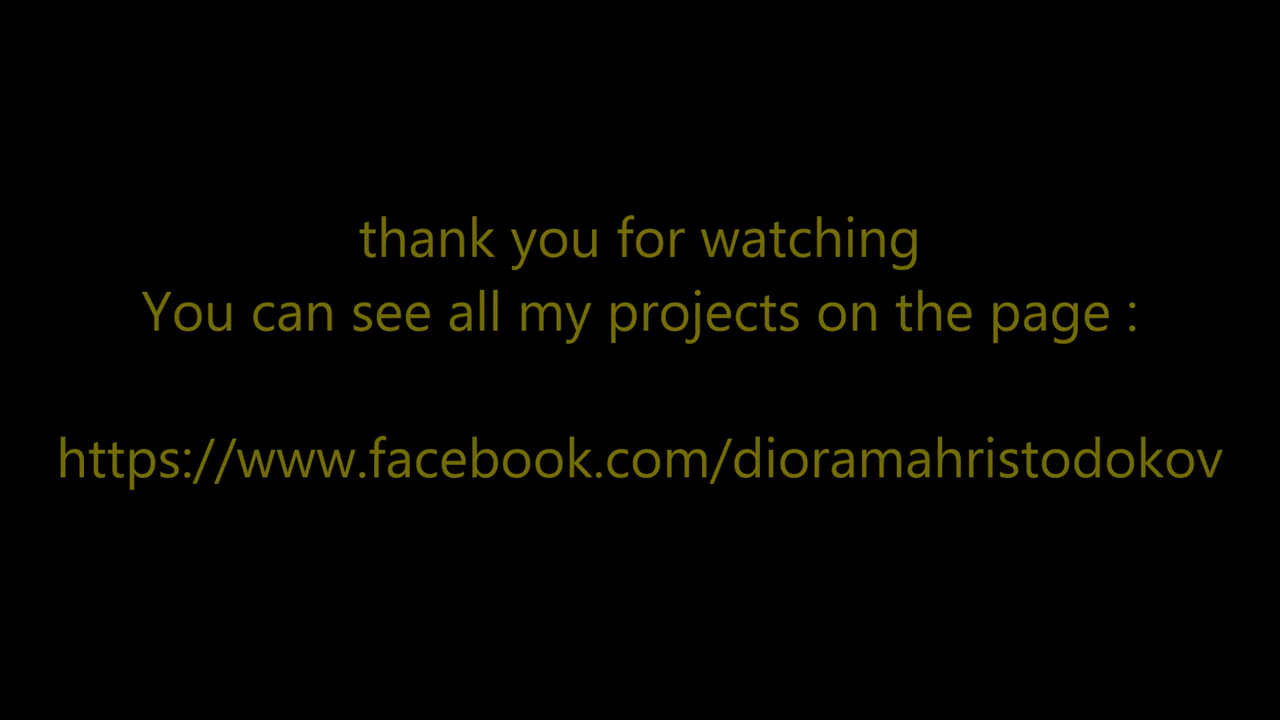 thank you for watching
You can see all my projects on the page :
https://www.facebook.com/dioramahristodokov